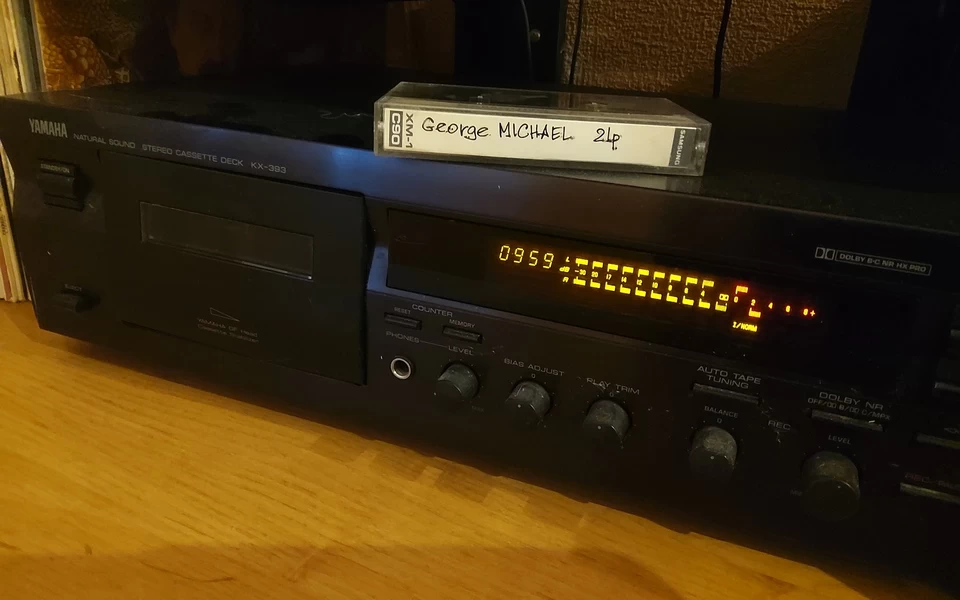 XM-1
C90
George MICHAEL 2Lp
SAMSUNG
YAMAHA
NATURAL SOUND STEREO CASSETTE DECK KX-393
DOLBY B-C NR HX PRO
0959
I/NORM
COUNTER
RESET
MEMORY
PHONES
LEVEL
BIAS ADJUST
PLAY TRIM
AUTO TAPE
TUNING
DOLBY NR
BALANCE
REC
LEVEL